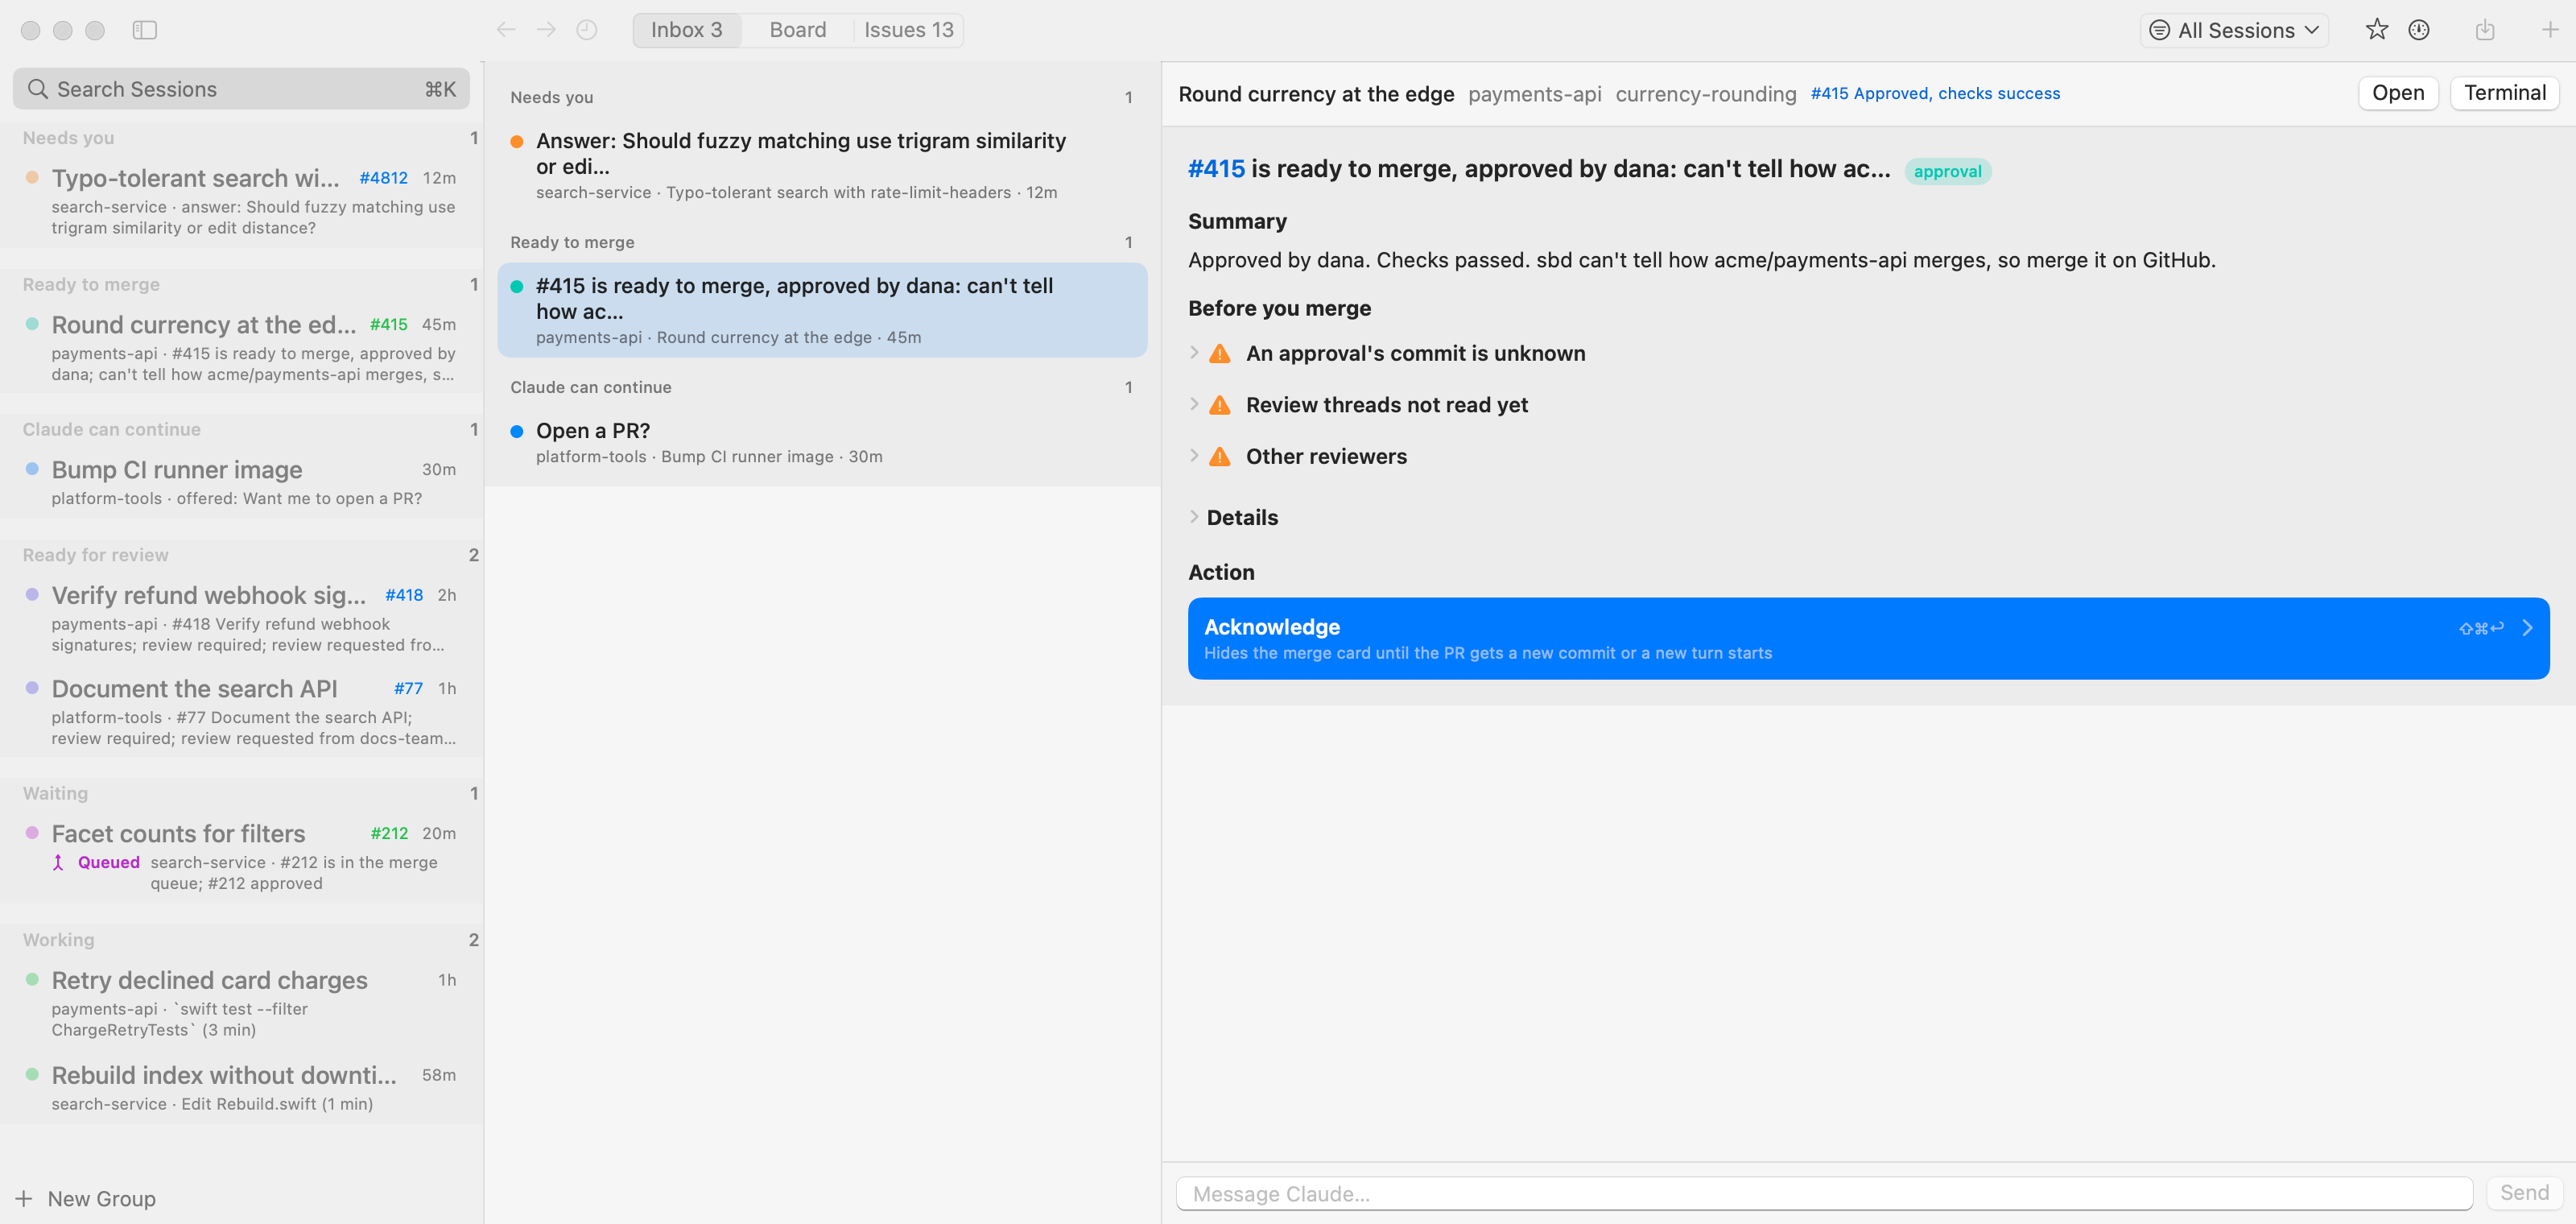 Inbox 3
Board
Issues 13
All Sessions
Search Sessions
⌘K
Needs you
1
Typo-tolerant search wi...
#4812
12m
search-service · answer: Should fuzzy matching use
trigram similarity or edit distance?
Ready to merge
1
Round currency at the ed...
#415
45m
payments-api · #415 is ready to merge, approved by
dana; can't tell how acme/payments-api merges, s...
Claude can continue
1
Bump CI runner image
30m
platform-tools · offered: Want me to open a PR?
Ready for review
2
Verify refund webhook sig...
#418
2h
payments-api · #418 Verify refund webhook
signatures; review required; review requested fro...
Document the search API
#77
1h
platform-tools · #77 Document the search API;
review required; review requested from docs-team...
Waiting
1
Facet counts for filters
#212
20m
Queued
search-service · #212 is in the merge
queue; #212 approved
Working
2
Retry declined card charges
1h
payments-api · `swift test --filter
ChargeRetryTests` (3 min)
Rebuild index without downti...
58m
search-service · Edit Rebuild.swift (1 min)
New Group
Needs you
1
Answer: Should fuzzy matching use trigram similarity
or edi...
search-service · Typo-tolerant search with rate-limit-headers · 12m
Ready to merge
1
#415 is ready to merge, approved by dana: can't tell
how ac...
payments-api · Round currency at the edge · 45m
Claude can continue
1
Open a PR?
platform-tools · Bump CI runner image · 30m
Round currency at the edge payments-api currency-rounding #415 Approved, checks success
Open
Terminal
#415 is ready to merge, approved by dana: can't tell how ac...
approval
Summary
Approved by dana. Checks passed. sbd can't tell how acme/payments-api merges, so merge it on GitHub.
Before you merge
An approval's commit is unknown
Review threads not read yet
Other reviewers
Details
Action
Acknowledge
⇧⌘↩
Hides the merge card until the PR gets a new commit or a new turn starts
Message Claude...
Send